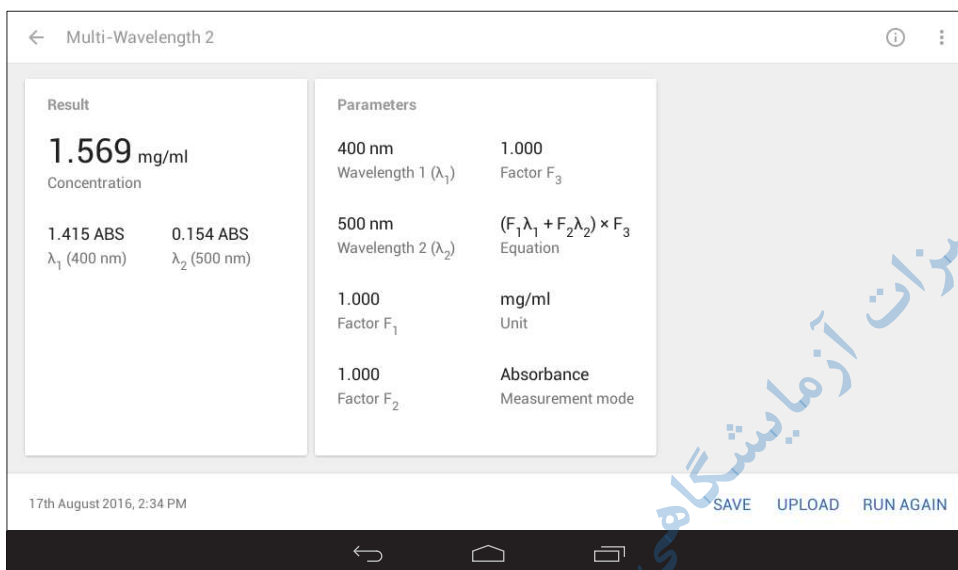 Multi-Wavelength 2
Result
1.569 mg/ml
Concentration
1.415 ABS 0.154 ABS
λ₁ (400 nm) λ₂ (500 nm)
Parameters
400 nm 1.000
Wavelength 1 (λ₁) Factor F₃
500 nm (F₁λ₁ + F₂λ₂) × F₃
Wavelength 2 (λ₂) Equation
1.000 mg/ml
Factor F₁ Unit
1.000 Absorbance
Factor F₂ Measurement mode
17th August 2016, 2:34 PM SAVE UPLOAD RUN AGAIN
آزمایشگاهی